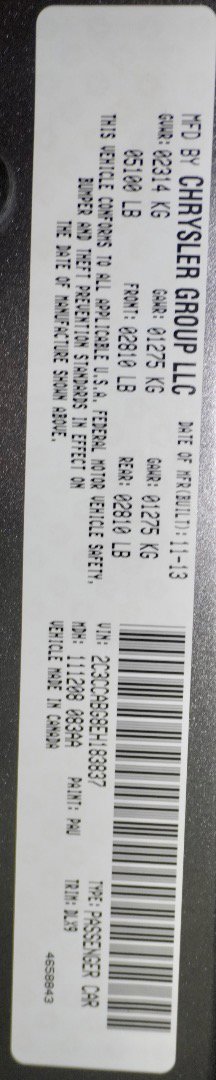 MFD BY CHRYSLER GROUP LLC DATE OF MFR(BUILT): 11-13
GVWR: 02314 KG GAWR: 01275 KG GAWR: 01275 KG
05100 LB FRONT: 02810 LB REAR: 02810 LB
THIS VEHICLE CONFORMS TO ALL APPLICABLE U.S.A. FEDERAL MOTOR VEHICLE SAFETY,
BUMPER AND THEFT PREVENTION STANDARDS IN EFFECT ON
THE DATE OF MANUFACTURE SHOWN ABOVE.
VIN: 2C3CCABG9EH183837 TYPE: PASSENGER CAR
MDH: 111208 089AA PAINT: PAU TRIM: DLX9
VEHICLE MADE IN CANADA
4658843